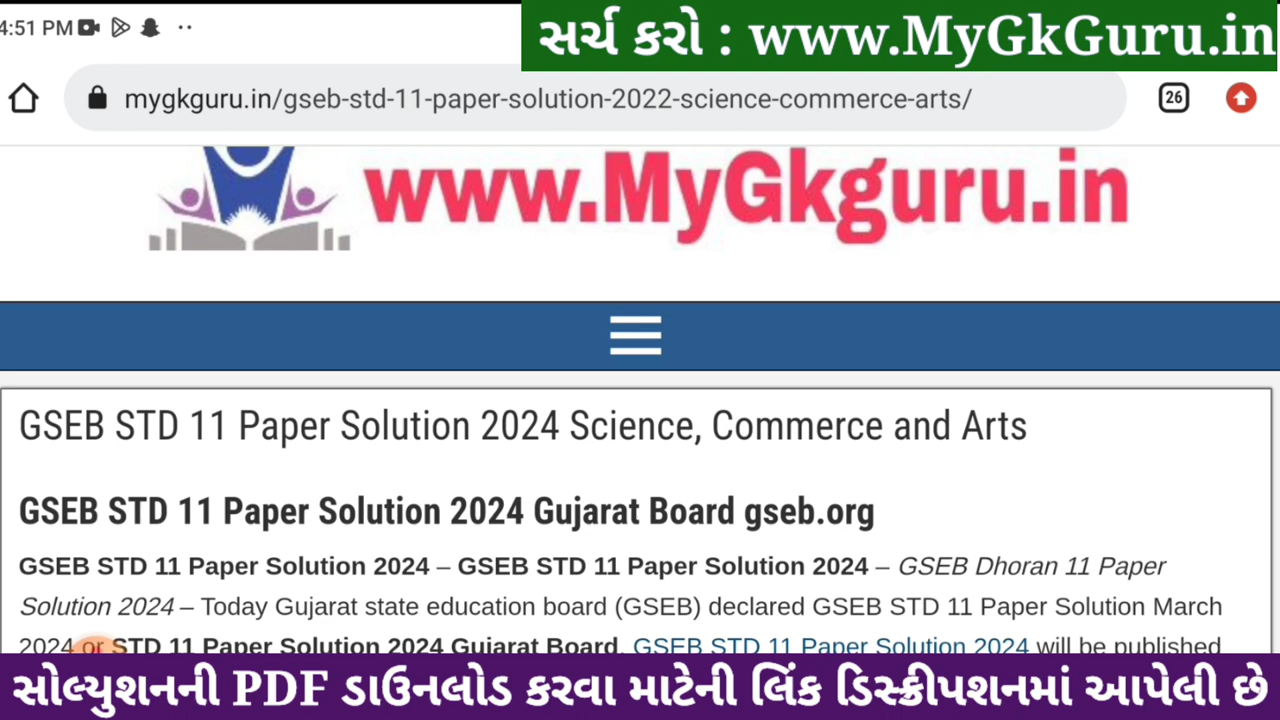 4:51 PM
સર્ચ કરો : www.MyGkGuru.in
mygkguru.in/gseb-std-11-paper-solution-2022-science-commerce-arts/
26
www.MyGkguru.in
GSEB STD 11 Paper Solution 2024 Science, Commerce and Arts
GSEB STD 11 Paper Solution 2024 Gujarat Board gseb.org
GSEB STD 11 Paper Solution 2024 – GSEB STD 11 Paper Solution 2024 – GSEB Dhoran 11 Paper
Solution 2024 – Today Gujarat state education board (GSEB) declared GSEB STD 11 Paper Solution March
2024 or STD 11 Paper Solution 2024 Gujarat Board. GSEB STD 11 Paper Solution 2024 will be published
સોલ્યુશનની PDF ડાઉનલોડ કરવા માટેની લિંક ડિસ્ક્રીપશનમાં આપેલી છે